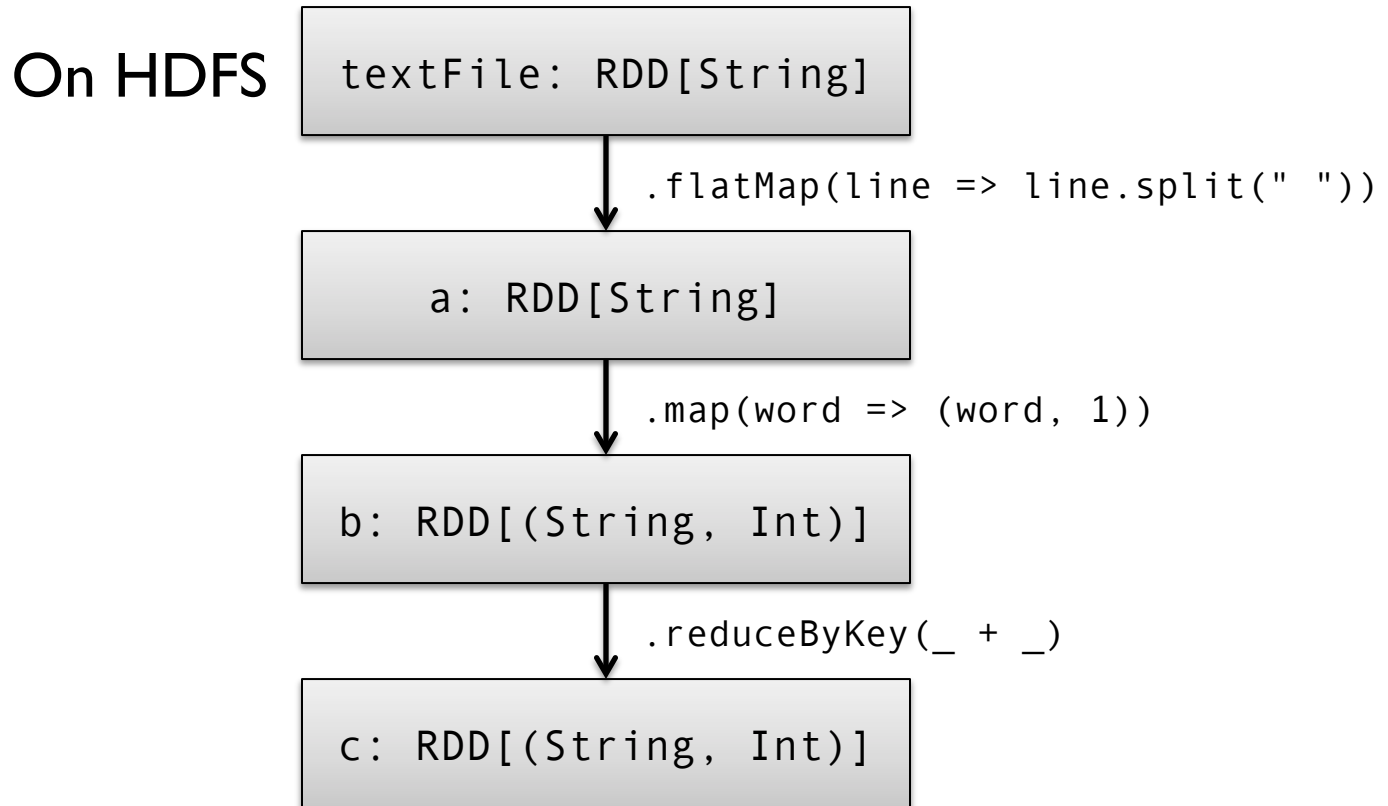 On HDFS
textFile: RDD[String]
.flatMap(line => line.split(" "))
a: RDD[String]
.map(word => (word, 1))
b: RDD[(String, Int)]
.reduceByKey(_ + _)
c: RDD[(String, Int)]